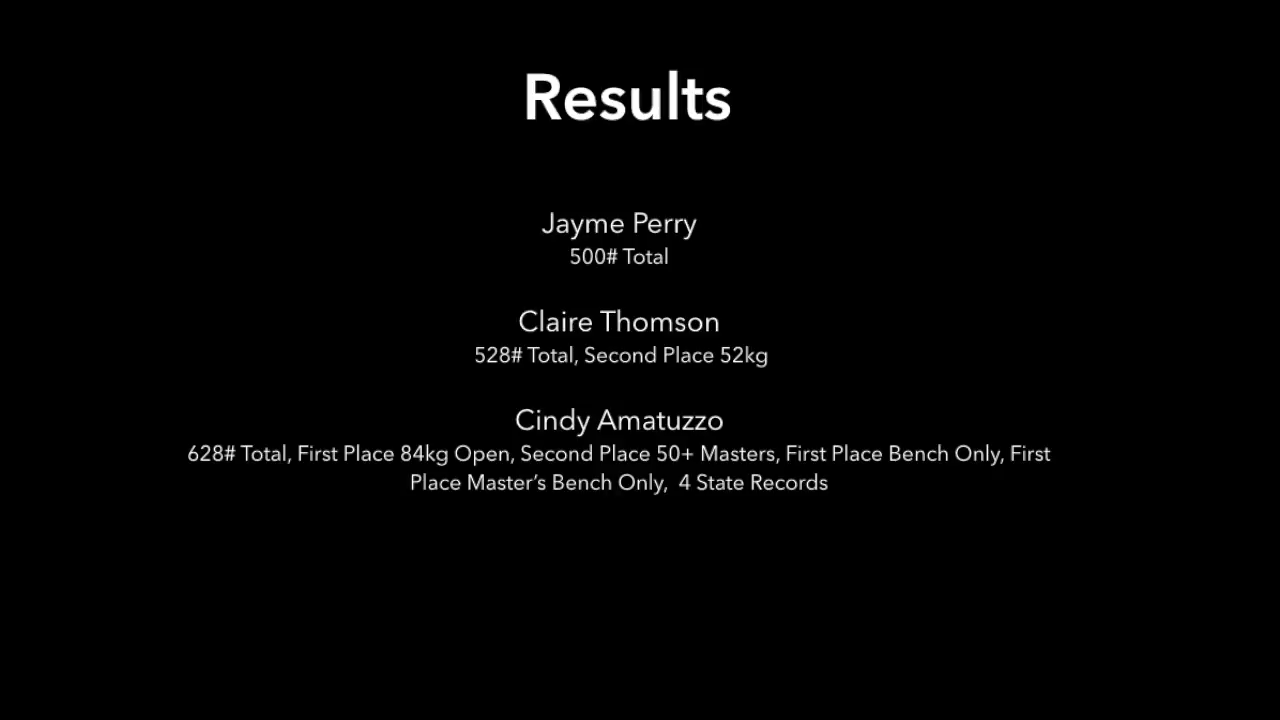 Results
Jayme Perry
500# Total
Claire Thomson
528# Total, Second Place 52kg
Cindy Amatuzzo
628# Total, First Place 84kg Open, Second Place 50+ Masters, First Place Bench Only, First
Place Master’s Bench Only,  4 State Records